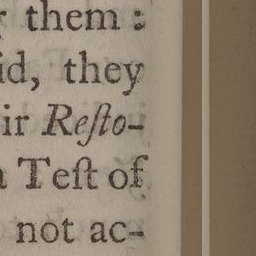 them :
id, they
ir Reſto-
Teſt of
not ac-